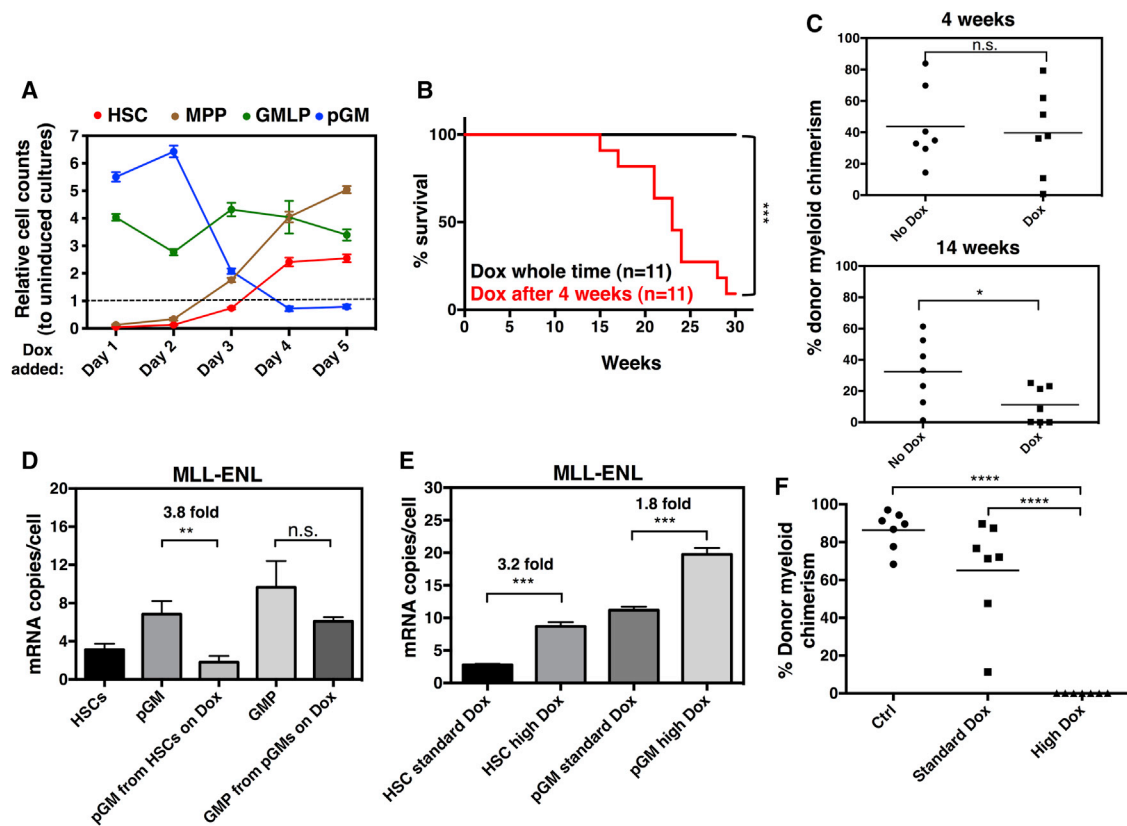 A
HSC MPP GMLP pGM
Relative cell counts
(to uninduced cultures)
7
6
5
4
3
2
1
0
Dox
added:
Day 1
Day 2
Day 3
Day 4
Day 5
B
% survival
100
50
0
Dox whole time (n=11)
Dox after 4 weeks (n=11)
***
0 5 10 15 20 25 30
Weeks
C
% donor myeloid chimerism
4 weeks
n.s.
100
80
60
40
20
0
No Dox
Dox
14 weeks
*
100
80
60
40
20
0
No Dox
Dox
D
MLL-ENL
mRNA copies/cell
20
16
12
8
4
0
3.8 fold
**
n.s.
HSCs
pGM
pGM from HSCs on Dox
GMP
GMP from pGMs on Dox
E
MLL-ENL
mRNA copies/cell
30
25
20
15
10
5
0
3.2 fold
***
1.8 fold
***
HSC standard Dox
HSC high Dox
pGM standard Dox
pGM high Dox
F
% Donor myeloid
chimerism
****
****
100
80
60
40
20
0
Ctrl
Standard Dox
High Dox